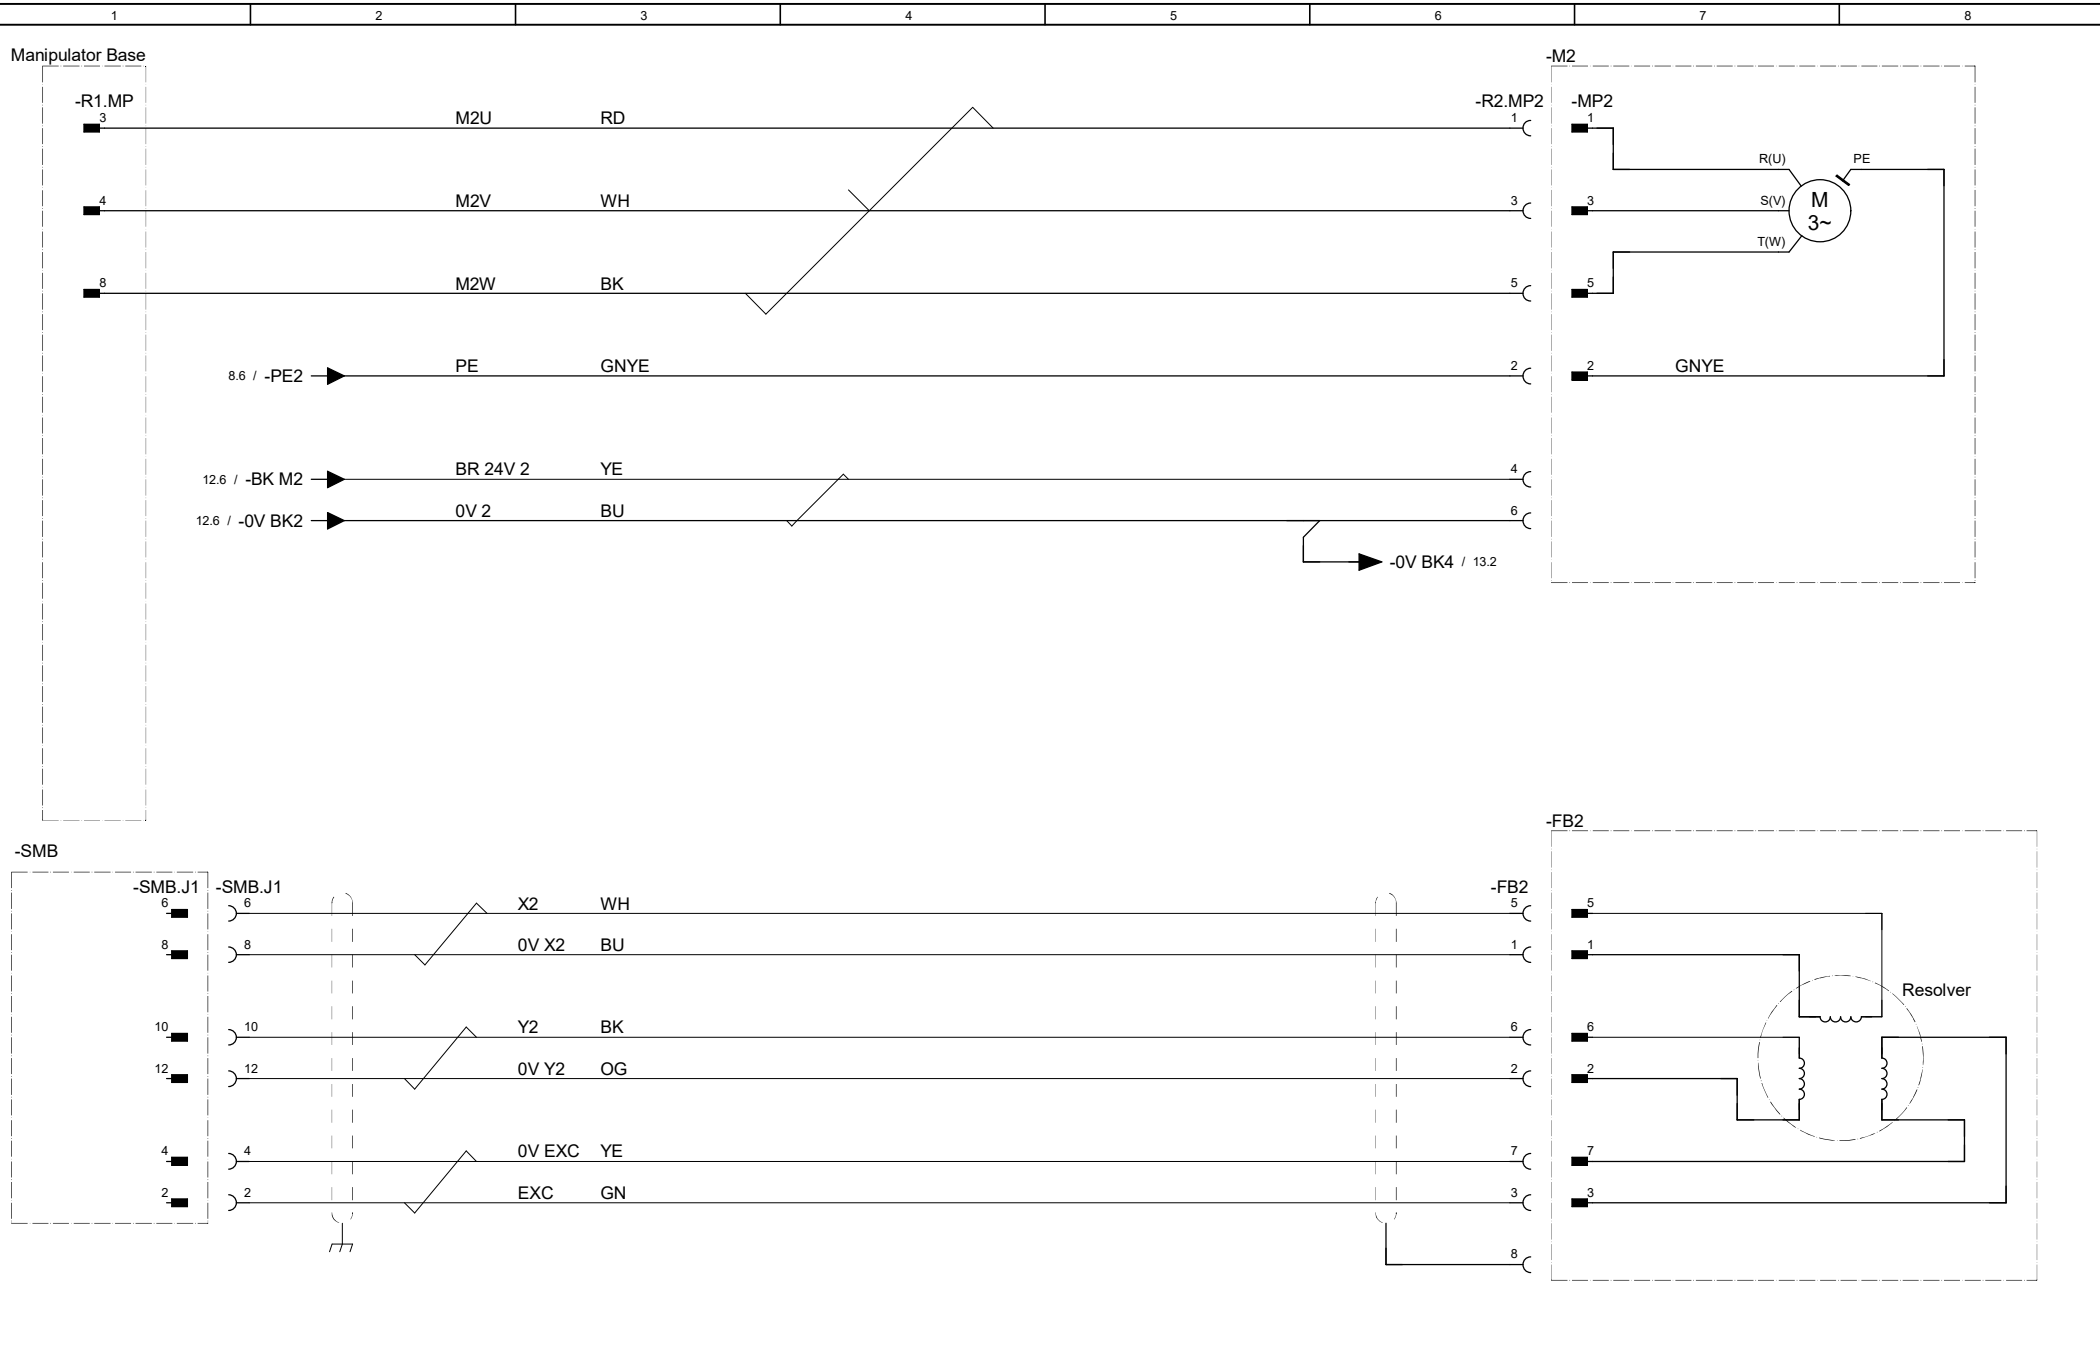 1 2 3 4 5 6 7 8
Manipulator Base -M2
-R1.MP -R2.MP2 -MP2
3 M2U RD 1 1
R(U) PE
4 M2V WH 3 3 S(V) M
3~
T(W)
8 M2W BK 5 5
8.6 / -PE2 PE GNYE 2 2 GNYE
12.6 / -BK M2 BR 24V 2 YE 4
12.6 / -0V BK2 0V 2 BU 6
-0V BK4 / 13.2
-FB2
-SMB
-SMB.J1 -SMB.J1 -FB2
6 6 X2 WH 5 5
8 8 0V X2 BU 1 1
Resolver
10 10 Y2 BK 6 6
12 12 0V Y2 OG 2 2
4 4 0V EXC YE 7 7
2 2 EXC GN 3 3
8